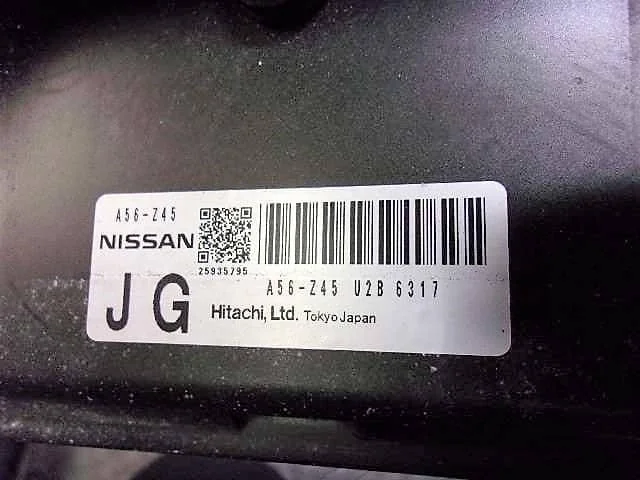 A56-Z45
NISSAN
25935795
A56-Z45 U2B 6317
JG
Hitachi, Ltd. Tokyo Japan